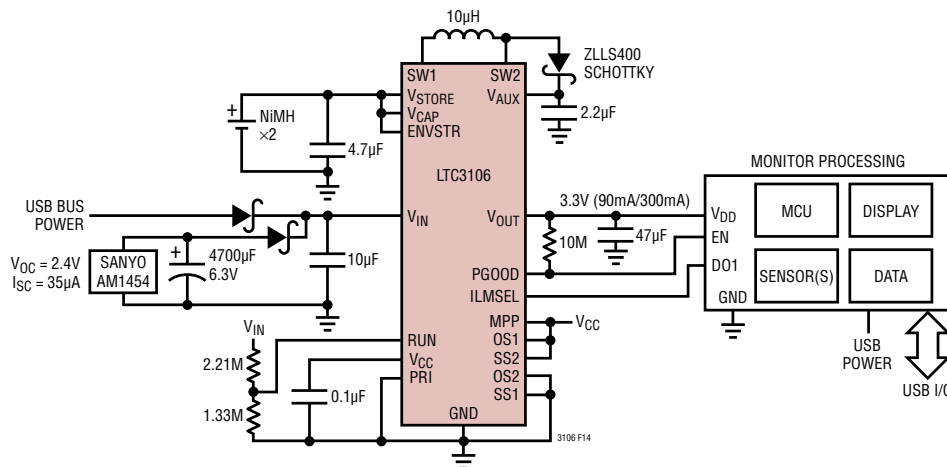 10µH
ZLLS400
SCHOTTKY
SW1
SW2
VSTORE
VCAP
ENVSTR
VAUX
2.2µF
+
NiMH
×2
4.7µF
LTC3106
MONITOR PROCESSING
USB BUS
POWER
VIN
VOUT
3.3V (90mA/300mA)
VDD
MCU
DISPLAY
EN
10M
47µF
VOC = 2.4V
ISC = 35µA
SANYO
AM1454
+
4700µF
6.3V
10µF
PGOOD
DO1
SENSOR(S)
DATA
ILMSEL
GND
MPP
VCC
OS1
SS2
VIN
RUN
2.21M
VCC
PRI
OS2
SS1
USB
POWER
USB I/O
0.1µF
1.33M
GND
3106 F14